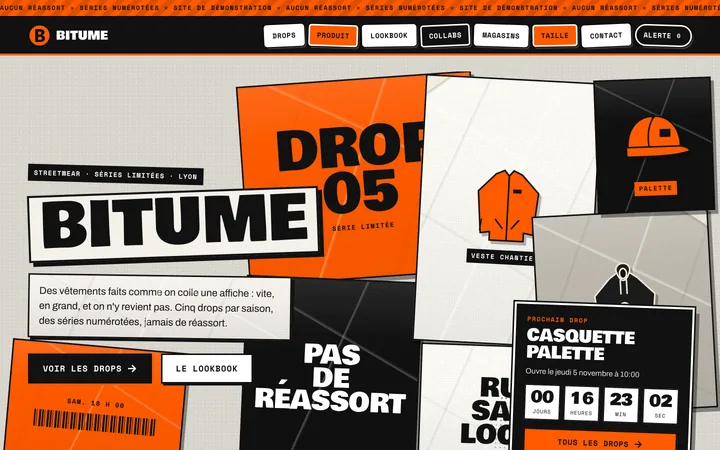 AUCUN RÉASSORT × SÉRIES NUMÉROTÉES × SITE DE DÉMONSTRATION × AUCUN RÉASSORT × SÉRIES NUMÉROTÉES × SITE DE DÉMONSTRATION × AUCUN RÉASSORT × SÉRIES
B BITUME
DROPS
PRODUIT
LOOKBOOK
COLLABS
MAGASINS
TAILLE
CONTACT
ALERTE 0
STREETWEAR · SÉRIES LIMITÉES · LYON
BITUME
Des vêtements faits comme on colle une affiche : vite,
en grand, et on n'y revient pas. Cinq drops par saison,
des séries numérotées, jamais de réassort.
VOIR LES DROPS →
LE LOOKBOOK
SAM. 18 H 00
DROP
05
SÉRIE LIMITÉE
PAS
DE
RÉASSORT
VESTE CHANTIE
PALETTE
PROCHAIN DROP
CASQUETTE
PALETTE
Ouvre le jeudi 5 novembre à 10:00
00 16 23 02
JOURS HEURES MIN SEC
TOUS LES DROPS →